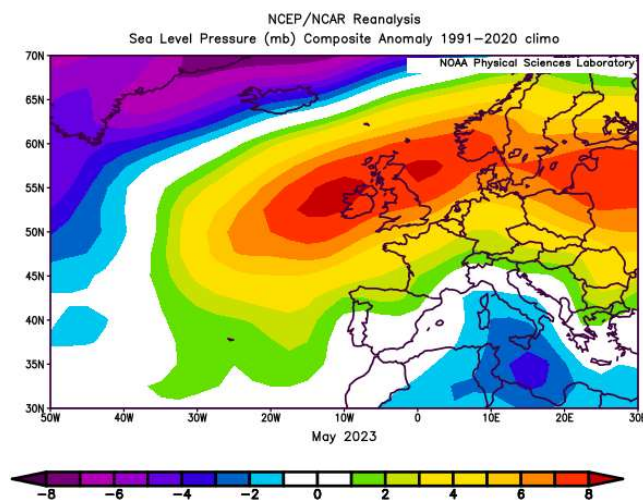 NCEP/NCAR Reanalysis
Sea Level Pressure (mb) Composite Anomaly 1991−2020 climo
NOAA Physical Sciences Laboratory
70N
65N
60N
55N
50N
45N
40N
35N
30N
50W 40W 30W 20W 10W 0 10E 20E 30E
May 2023
−8 −6 −4 −2 0 2 4 6 8